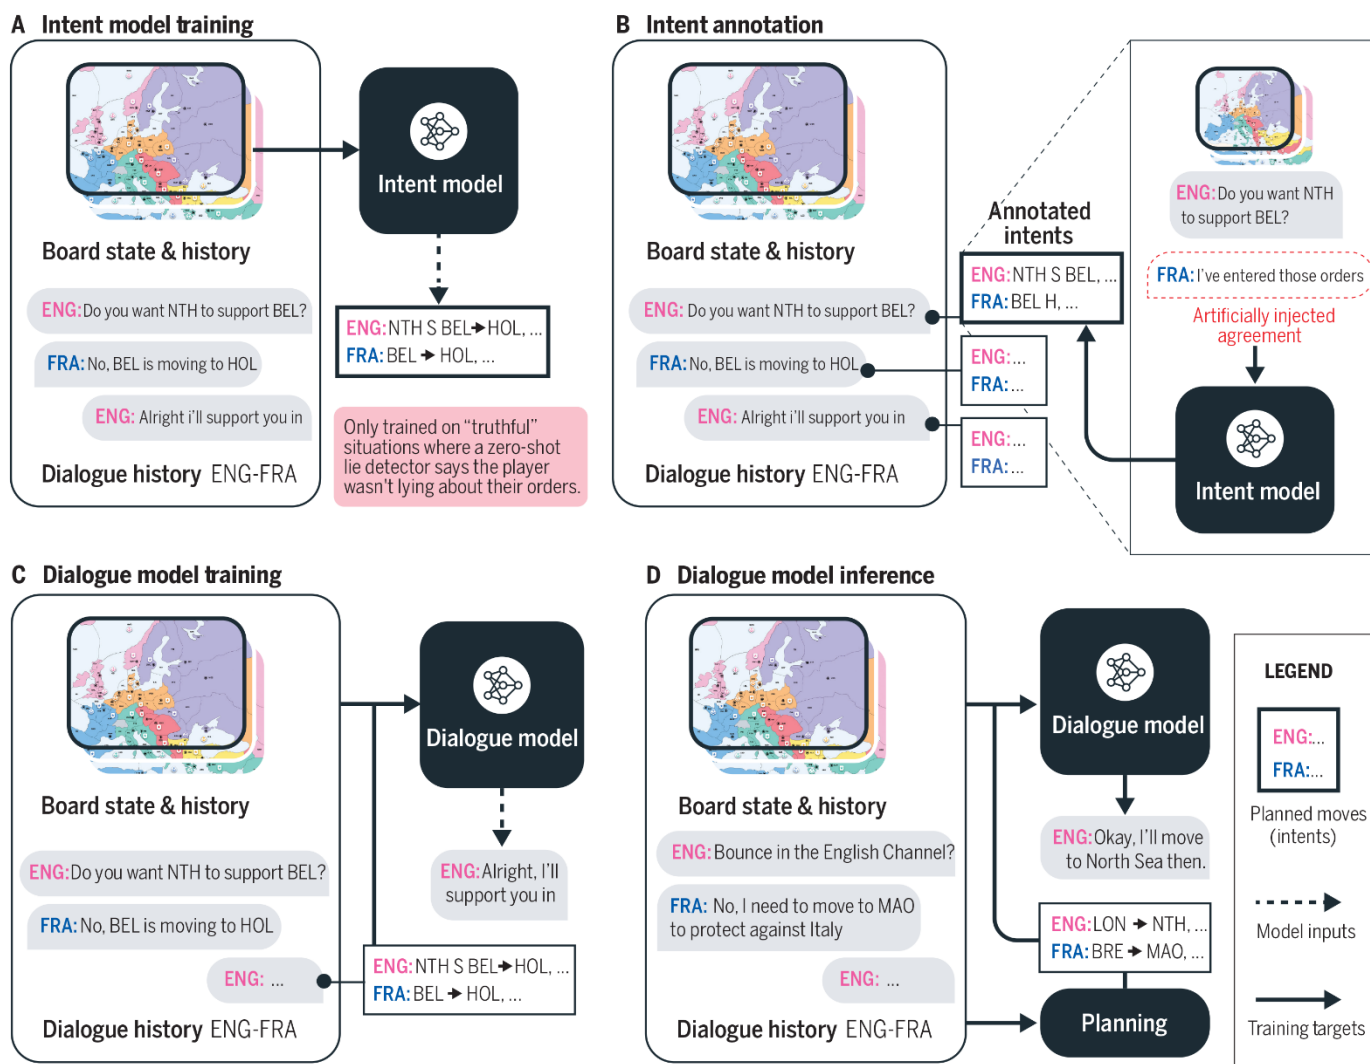 A Intent model training
Intent model
Board state & history
ENG: Do you want NTH to support BEL?
FRA: No, BEL is moving to HOL
ENG: Alright i'll support you in
Dialogue history ENG-FRA
ENG: NTH S BEL→HOL, ...
FRA: BEL → HOL, ...
Only trained on “truthful”
situations where a zero-shot
lie detector says the player
wasn't lying about their orders.
B Intent annotation
Board state & history
ENG: Do you want NTH to support BEL?
FRA: No, BEL is moving to HOL
ENG: Alright i'll support you in
Dialogue history ENG-FRA
Annotated
intents
ENG: NTH S BEL, ...
FRA: BEL H, ...
ENG: ...
FRA: ...
ENG: ...
FRA: ...
ENG: Do you want NTH
to support BEL?
FRA: I've entered those orders
Artificially injected
agreement
Intent model
C Dialogue model training
Board state & history
ENG: Do you want NTH to support BEL?
FRA: No, BEL is moving to HOL
ENG: ...
Dialogue history ENG-FRA
Dialogue model
ENG: Alright, I'll
support you in
ENG: NTH S BEL→HOL, ...
FRA: BEL → HOL, ...
D Dialogue model inference
Board state & history
ENG: Bounce in the English Channel?
FRA: No, I need to move to MAO
to protect against Italy
ENG: ...
Dialogue history ENG-FRA
Dialogue model
ENG: Okay, I'll move
to North Sea then.
ENG: LON → NTH, ...
FRA: BRE → MAO, ...
Planning
LEGEND
ENG:...
FRA:...
Planned moves
(intents)
Model inputs
Training targets